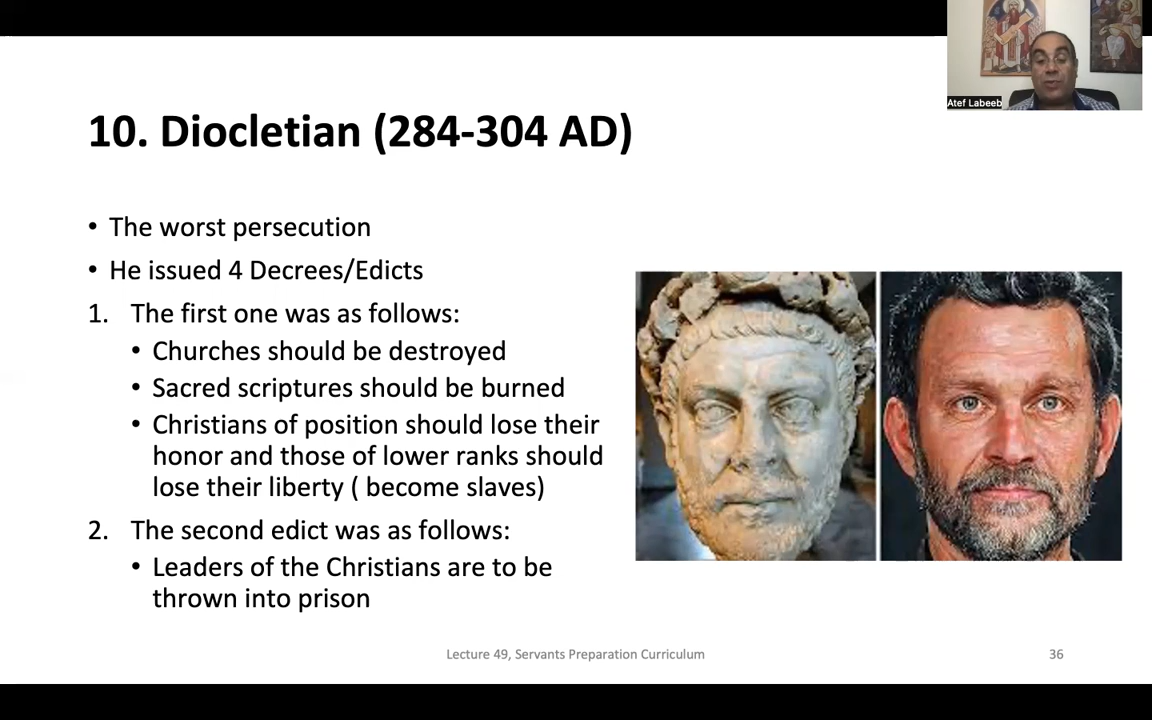 Atef Labeeb
10. Diocletian (284-304 AD)
• The worst persecution
• He issued 4 Decrees/Edicts
1. The first one was as follows:
• Churches should be destroyed
• Sacred scriptures should be burned
• Christians of position should lose their
honor and those of lower ranks should
lose their liberty ( become slaves)
2. The second edict was as follows:
• Leaders of the Christians are to be
thrown into prison
Lecture 49, Servants Preparation Curriculum
36